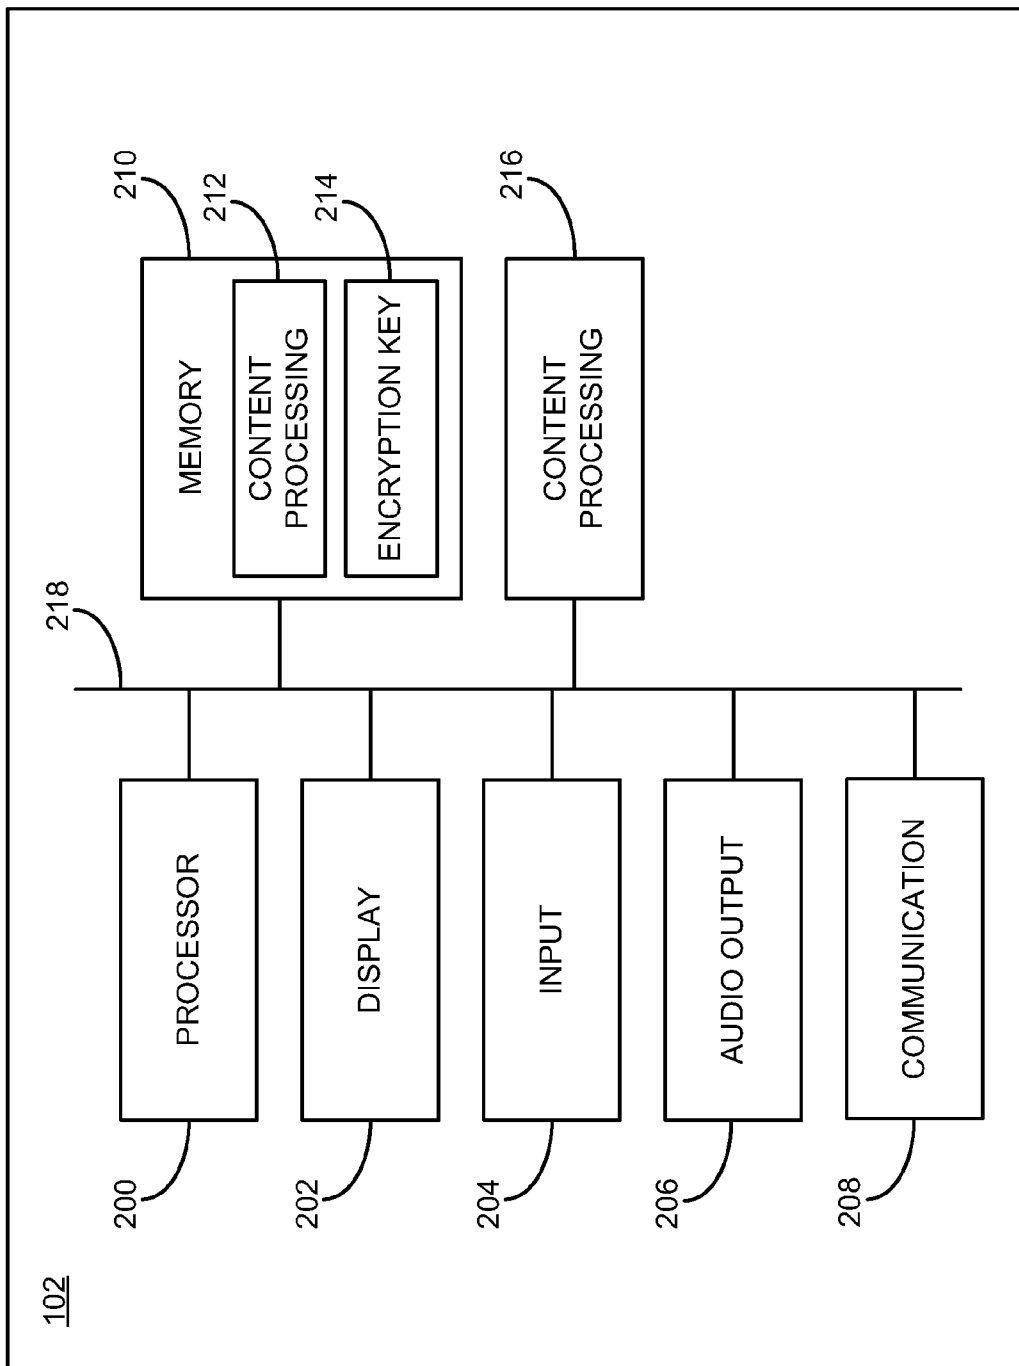 102
200
PROCESSOR
202
DISPLAY
204
INPUT
206
AUDIO OUTPUT
208
COMMUNICATION
218
210
MEMORY
212
CONTENT
PROCESSING
214
ENCRYPTION KEY
216
CONTENT
PROCESSING